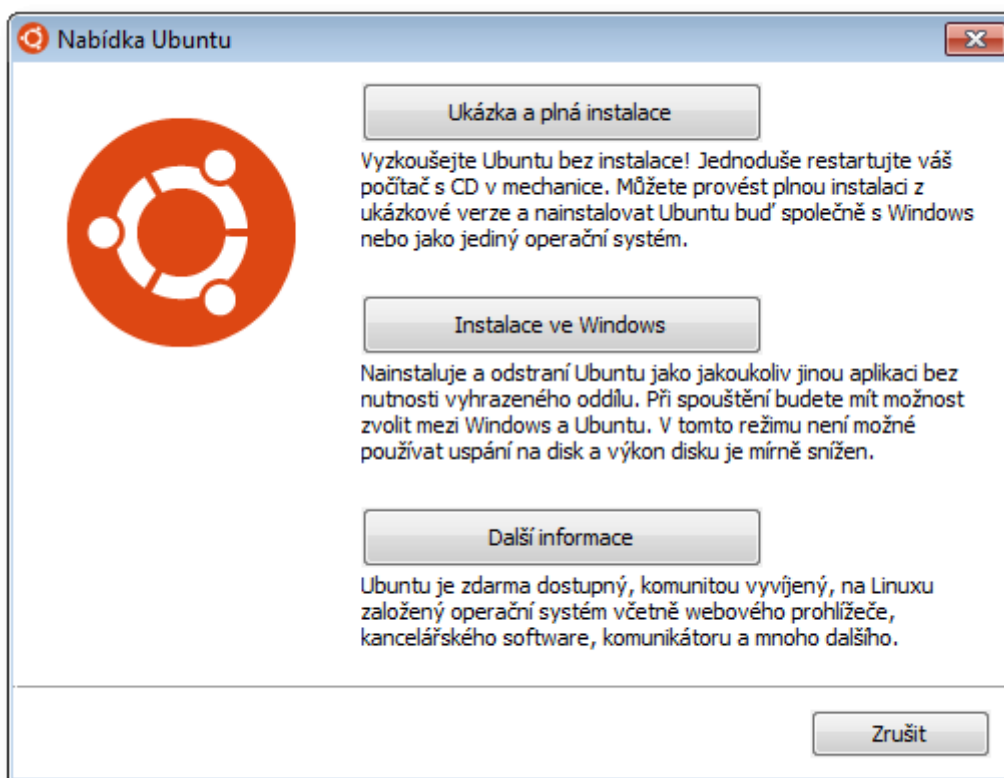 Nabídka Ubuntu
Ukázka a plná instalace
Vyzkoušejte Ubuntu bez instalace! Jednoduše restartujte váš
počítač s CD v mechanice. Můžete provést plnou instalaci z
ukázkové verze a nainstalovat Ubuntu buď společně s Windows
nebo jako jediný operační systém.
Instalace ve Windows
Nainstaluje a odstraní Ubuntu jako jakoukoliv jinou aplikaci bez
nutnosti vyhrazeného oddílu. Při spouštění budete mít možnost
zvolit mezi Windows a Ubuntu. V tomto režimu není možné
používat uspání na disk a výkon disku je mírně snížen.
Další informace
Ubuntu je zdarma dostupný, komunitou vyvíjený, na Linuxu
založený operační systém včetně webového prohlížeče,
kancelářského software, komunikátoru a mnoho dalšího.
Zrušit